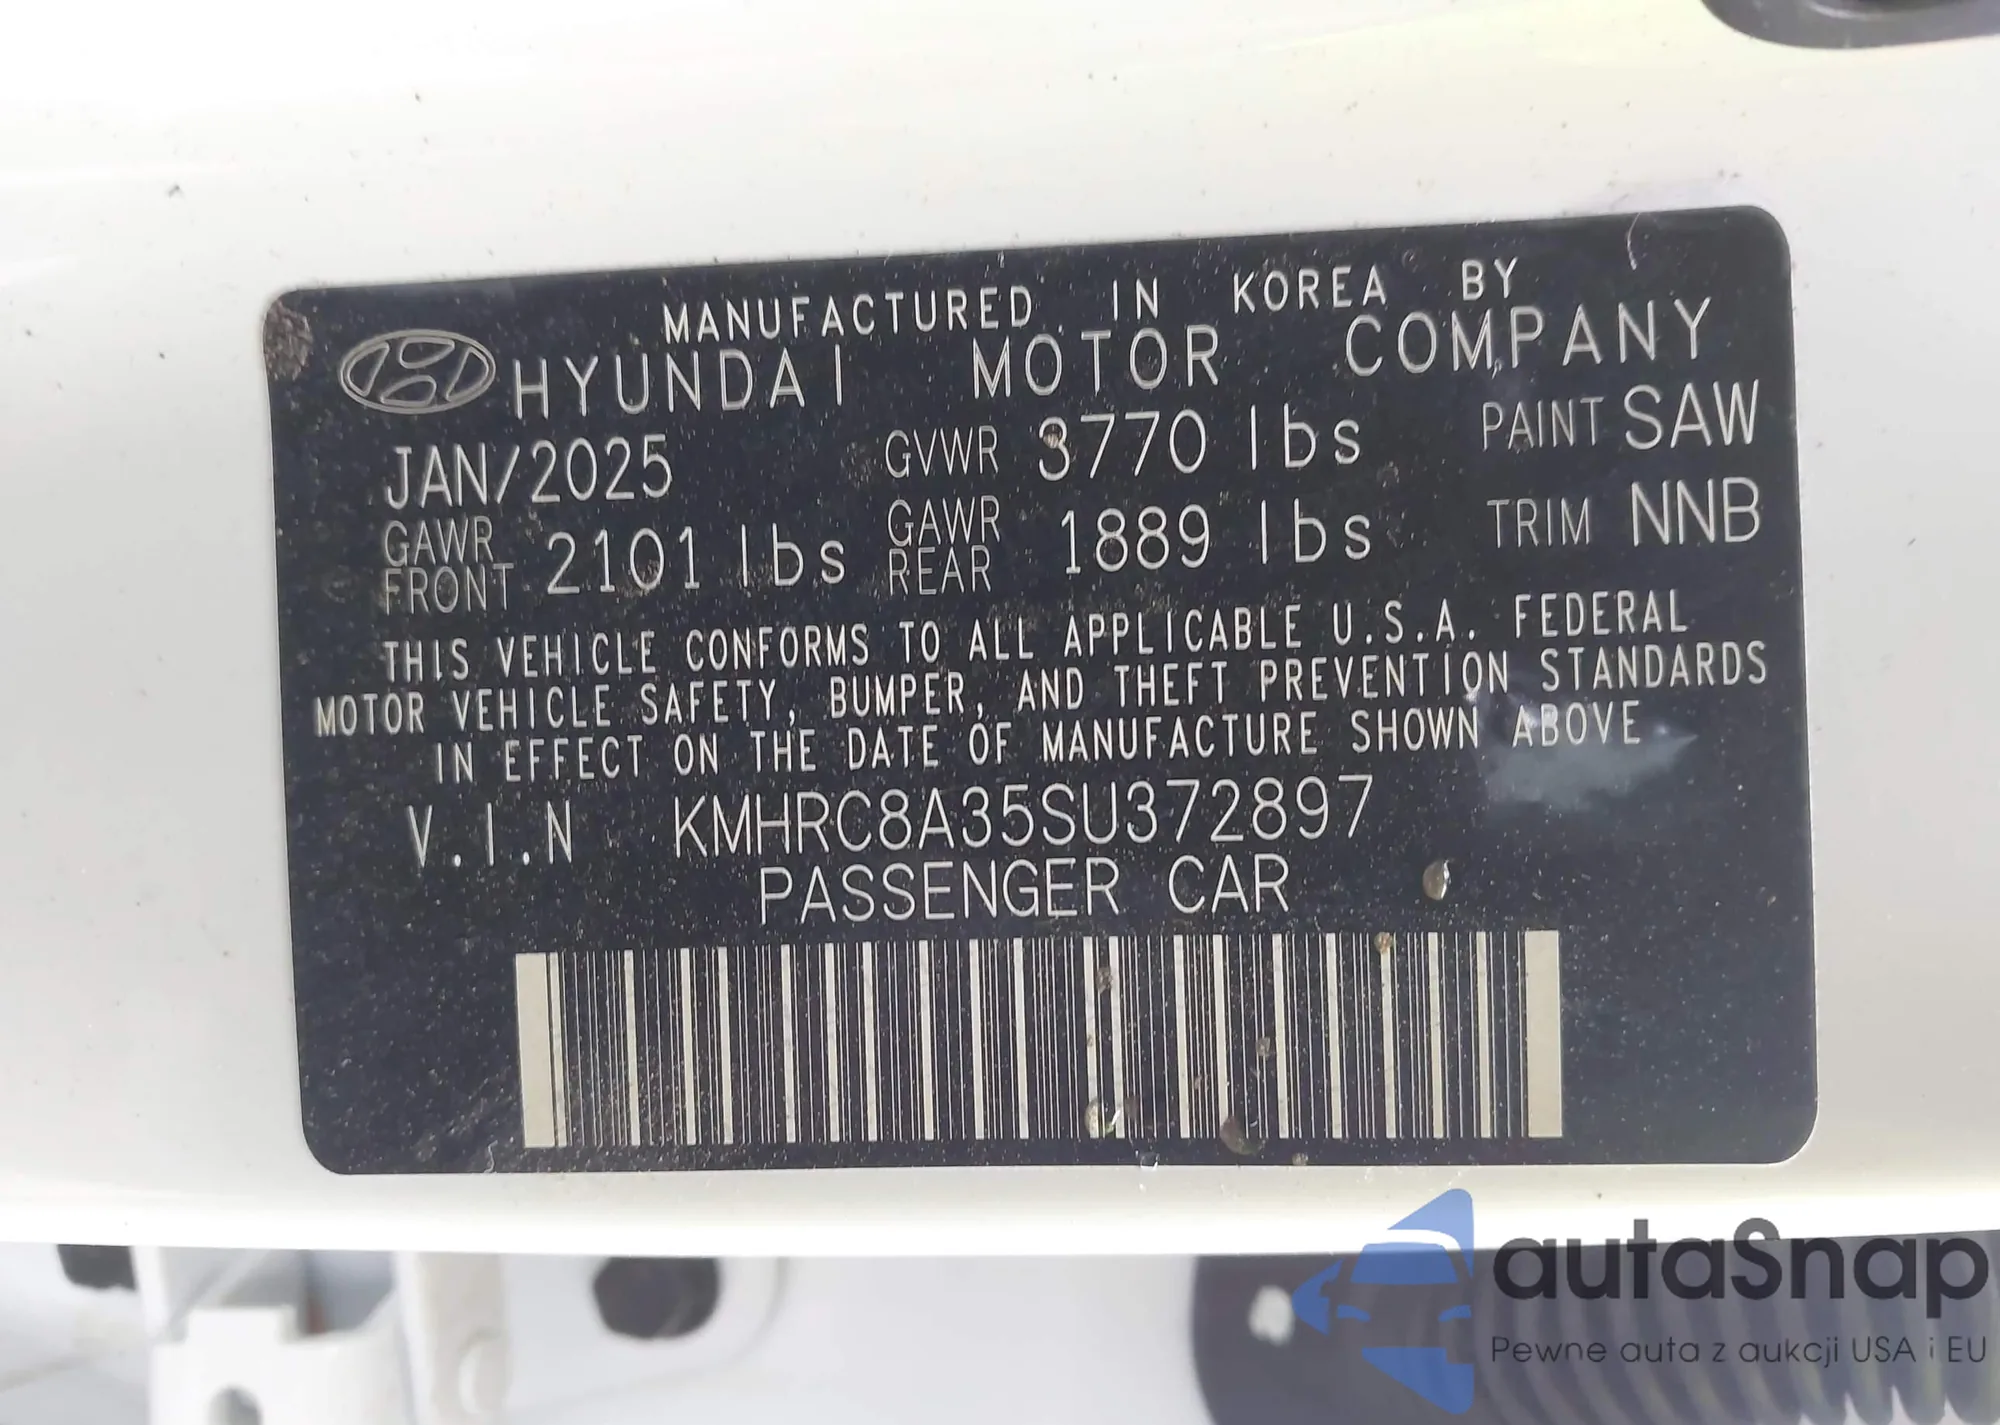 MANUFACTURED IN KOREA BY
HYUNDAI MOTOR COMPANY
JAN/2025 GVWR 3770 lbs PAINT SAW
GAWR FRONT 2101 lbs GAWR REAR 1889 lbs TRIM NNB
THIS VEHICLE CONFORMS TO ALL APPLICABLE U.S.A. FEDERAL
MOTOR VEHICLE SAFETY, BUMPER, AND THEFT PREVENTION STANDARDS
IN EFFECT ON THE DATE OF MANUFACTURE SHOWN ABOVE
V.I.N KMHRC8A35SU372897
PASSENGER CAR
autaSnap
Pewne auta z aukcji USA i EU